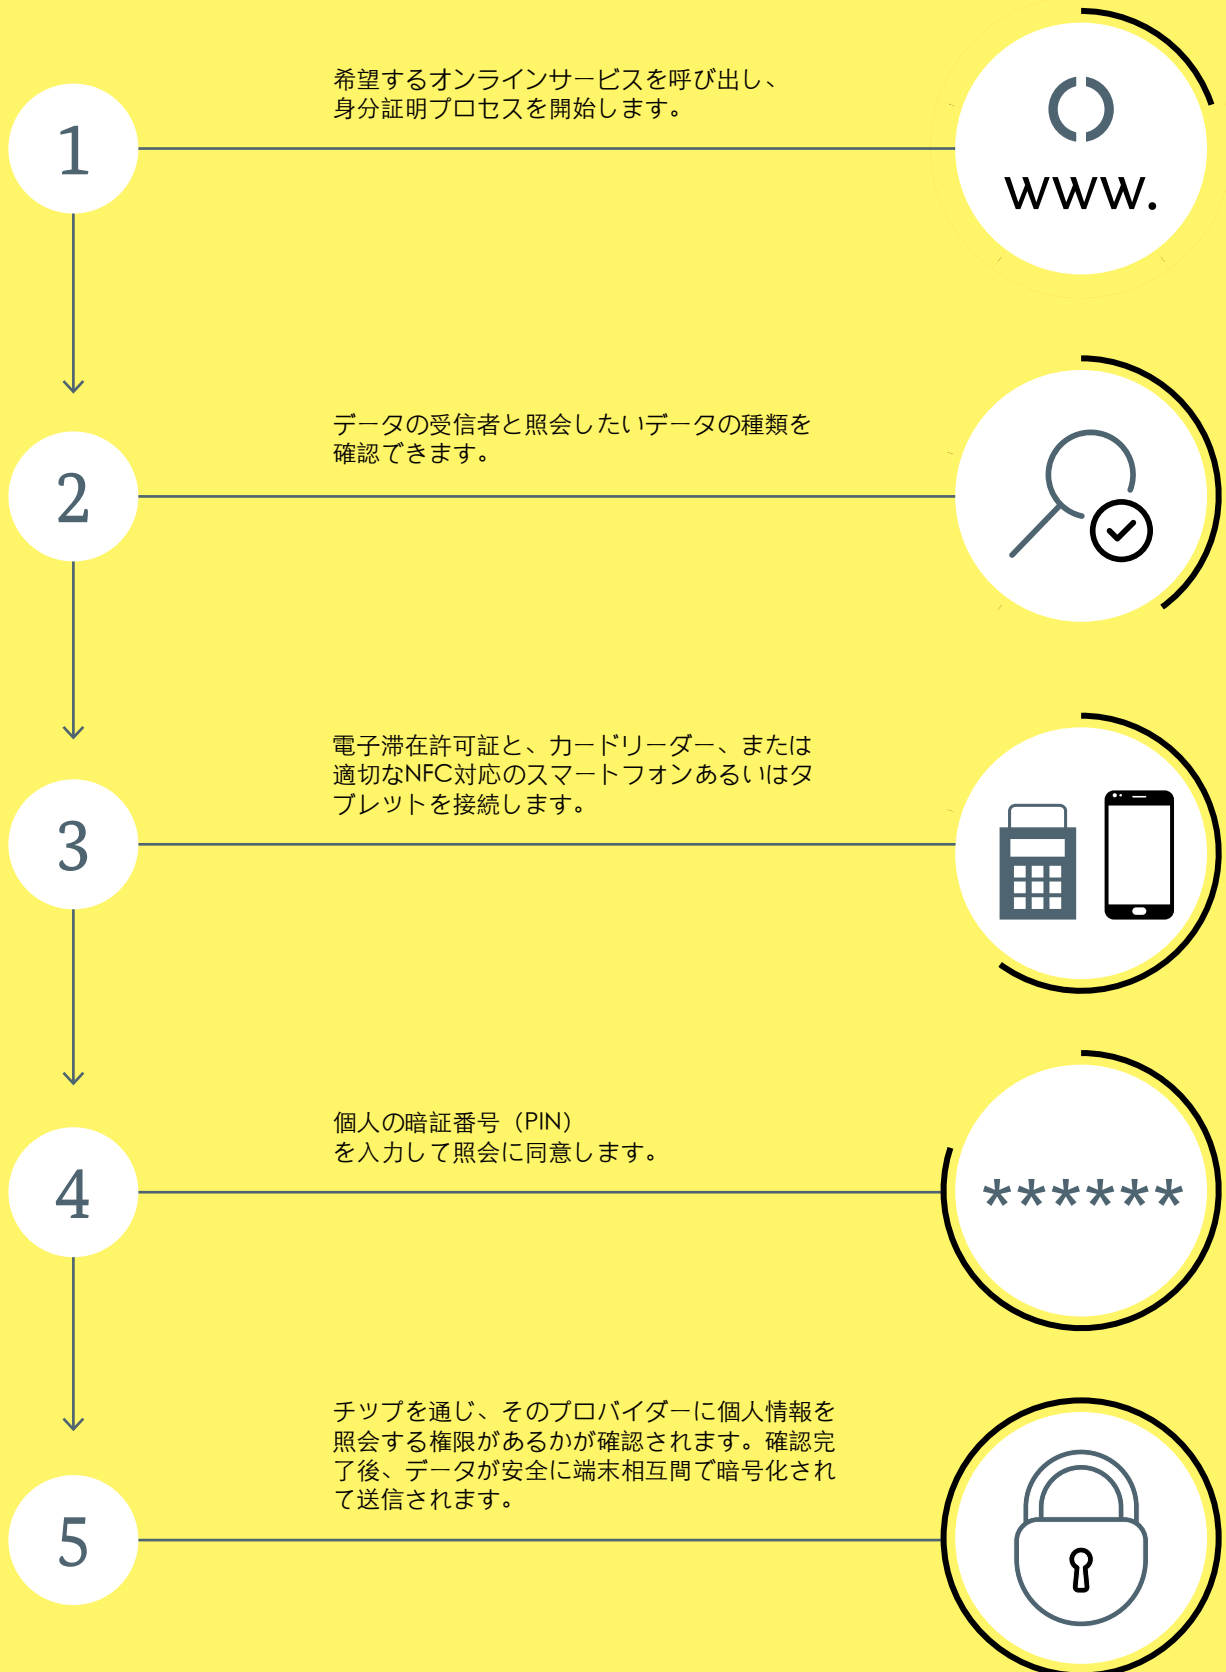 1
希望するオンラインサービスを呼び出し、
身分証明プロセスを開始します。
www.
2
データの受信者と照会したいデータの種類を
確認できます。
3
電子滞在許可証と、カードリーダー、または
適切なNFC対応のスマートフォンあるいはタ
ブレットを接続します。
4
個人の暗証番号（PIN）
を入力して照会に同意します。
******
5
チップを通じ、そのプロバイダーに個人情報を
照会する権限があるかが確認されます。確認完
了後、データが安全に端末相互間で暗号化され
て送信されます。